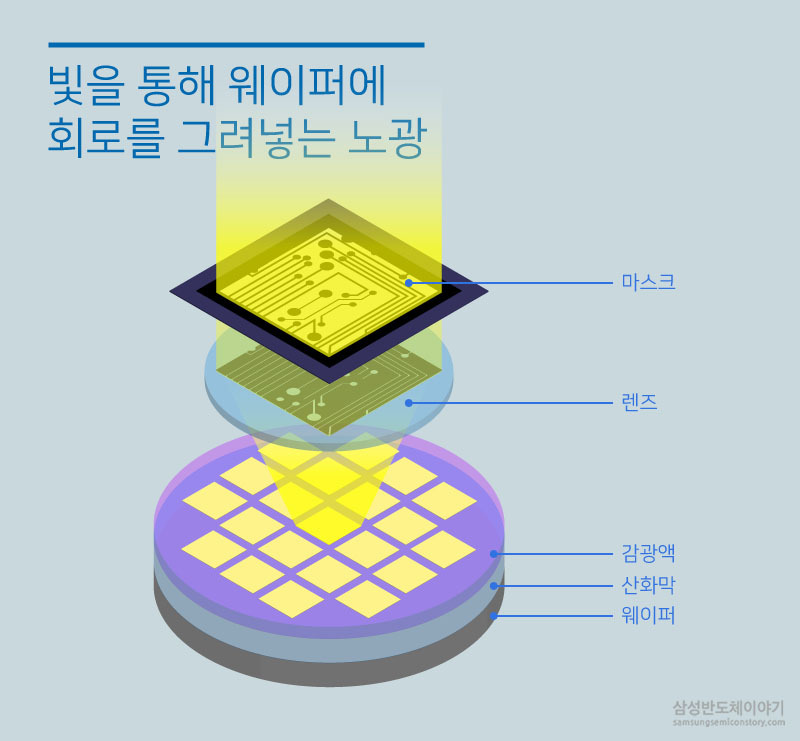 빛을 통해 웨이퍼에
회로를 그려넣는 노광
마스크
렌즈
감광액
산화막
웨이퍼
삼성반도체이야기
samsungsemiconstory.com